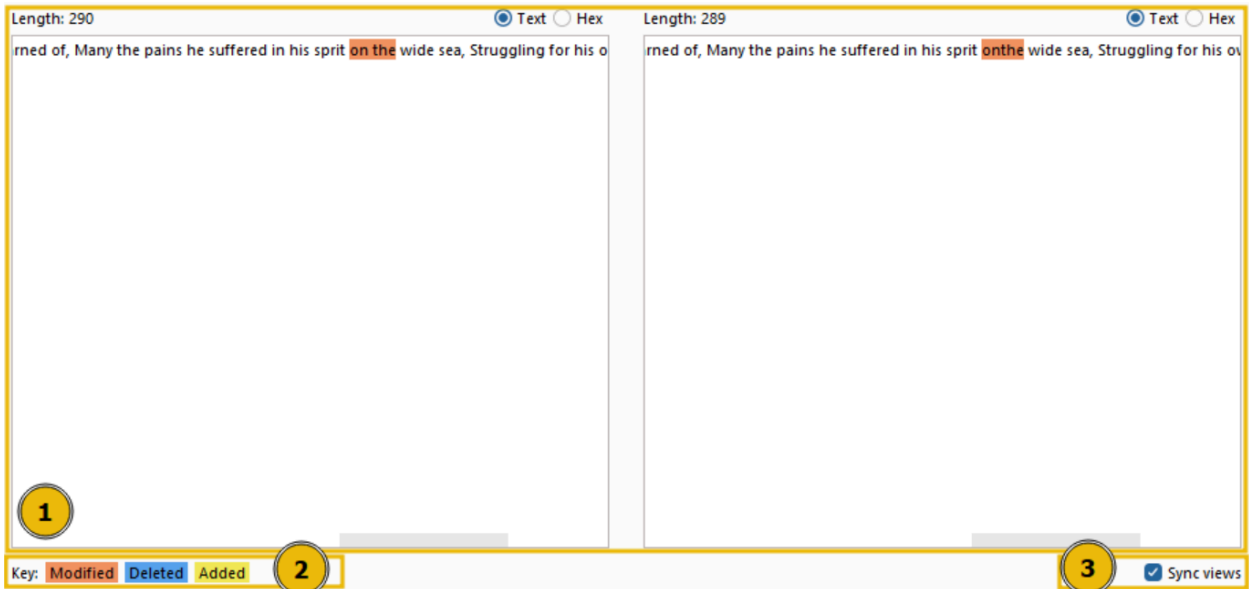 Length: 290 Text Hex Length: 289 Text Hex
rned of, Many the pains he suffered in his sprit on the wide sea, Struggling for his o
rned of, Many the pains he suffered in his sprit onthe wide sea, Struggling for his ov
1
Key: Modified Deleted Added 2 3 Sync views